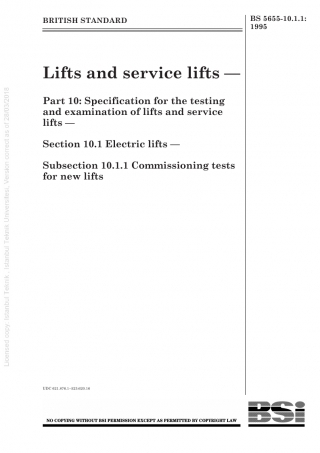 BRITISH STANDARD
BS 5655-10.1.1:
1995
Lifts and service lifts —
Part 10: Specification for the testing
and examination of lifts and service
lifts —
Section 10.1 Electric lifts —
Subsection 10.1.1 Commissioning tests
for new lifts
Licensed copy: Istanbul Teknik , Istanbul Teknik Universitesi, Version correct as of
NO COPYING WITHOUT BSI PERMISSION EXCEPT AS PERMITTED BY COPYRIGHT LAW
BSi